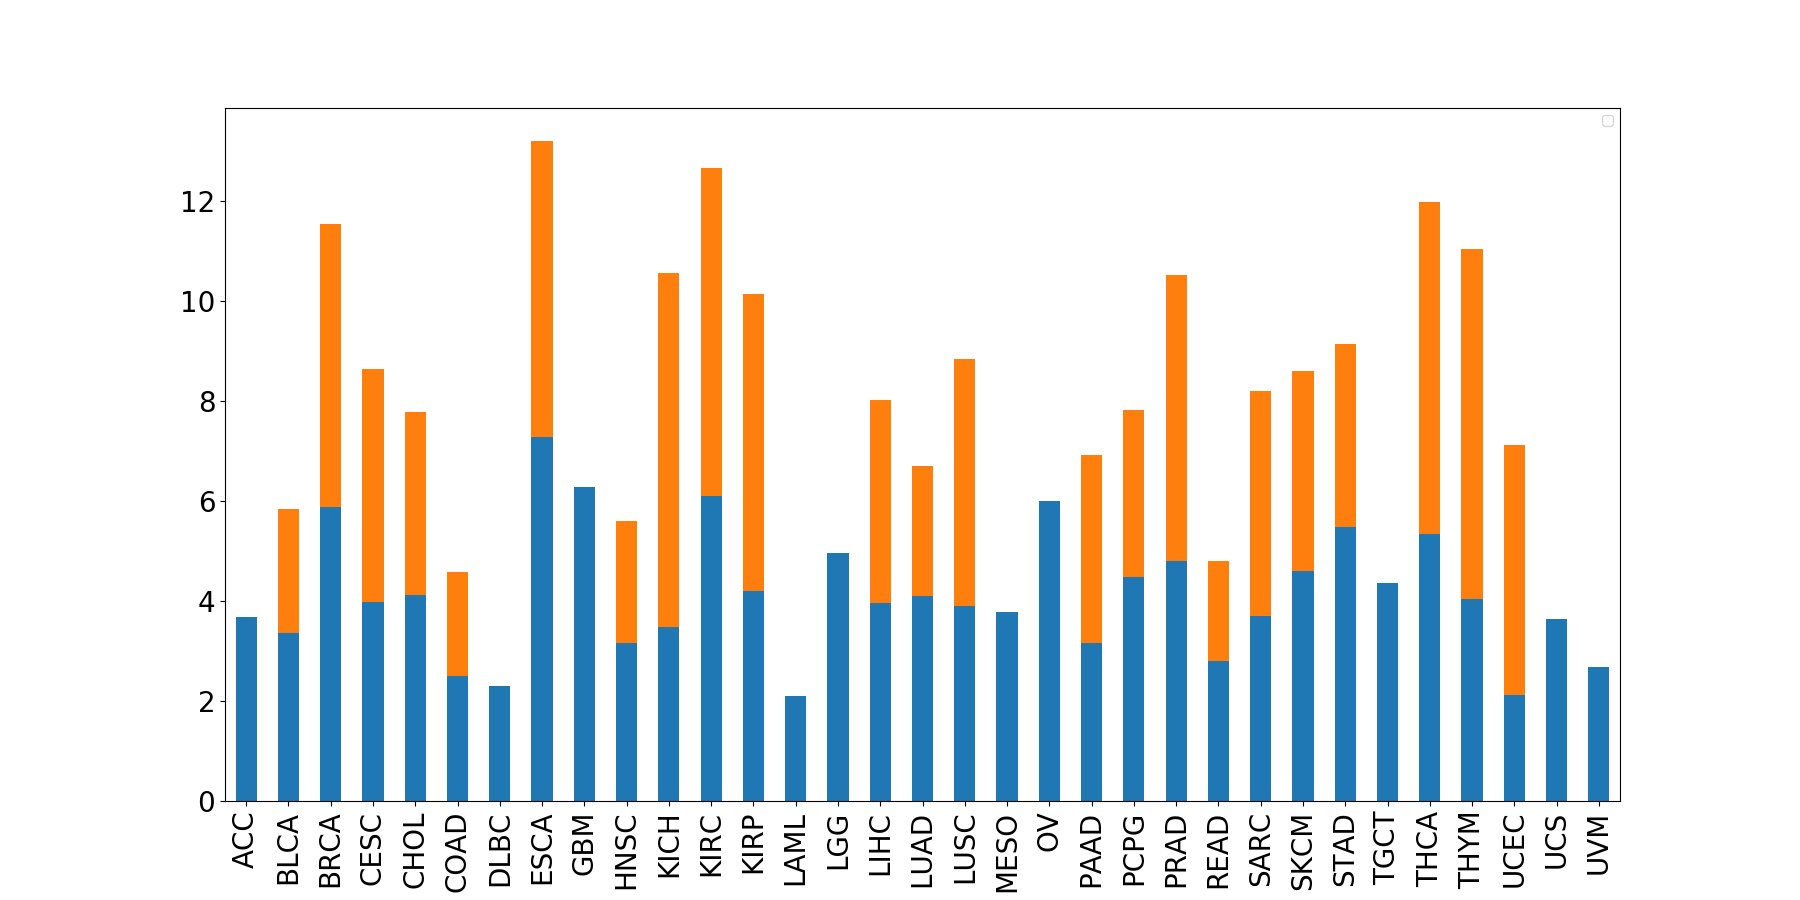 12
10
8
6
4
2
0
ACC
BLCA
BRCA
CESC
CHOL
COAD
DLBC
ESCA
GBM
HNSC
KICH
KIRC
KIRP
LAML
LGG
LIHC
LUAD
LUSC
MESO
OV
PAAD
PCPG
PRAD
READ
SARC
SKCM
STAD
TGCT
THCA
THYM
UCEC
UCS
UVM